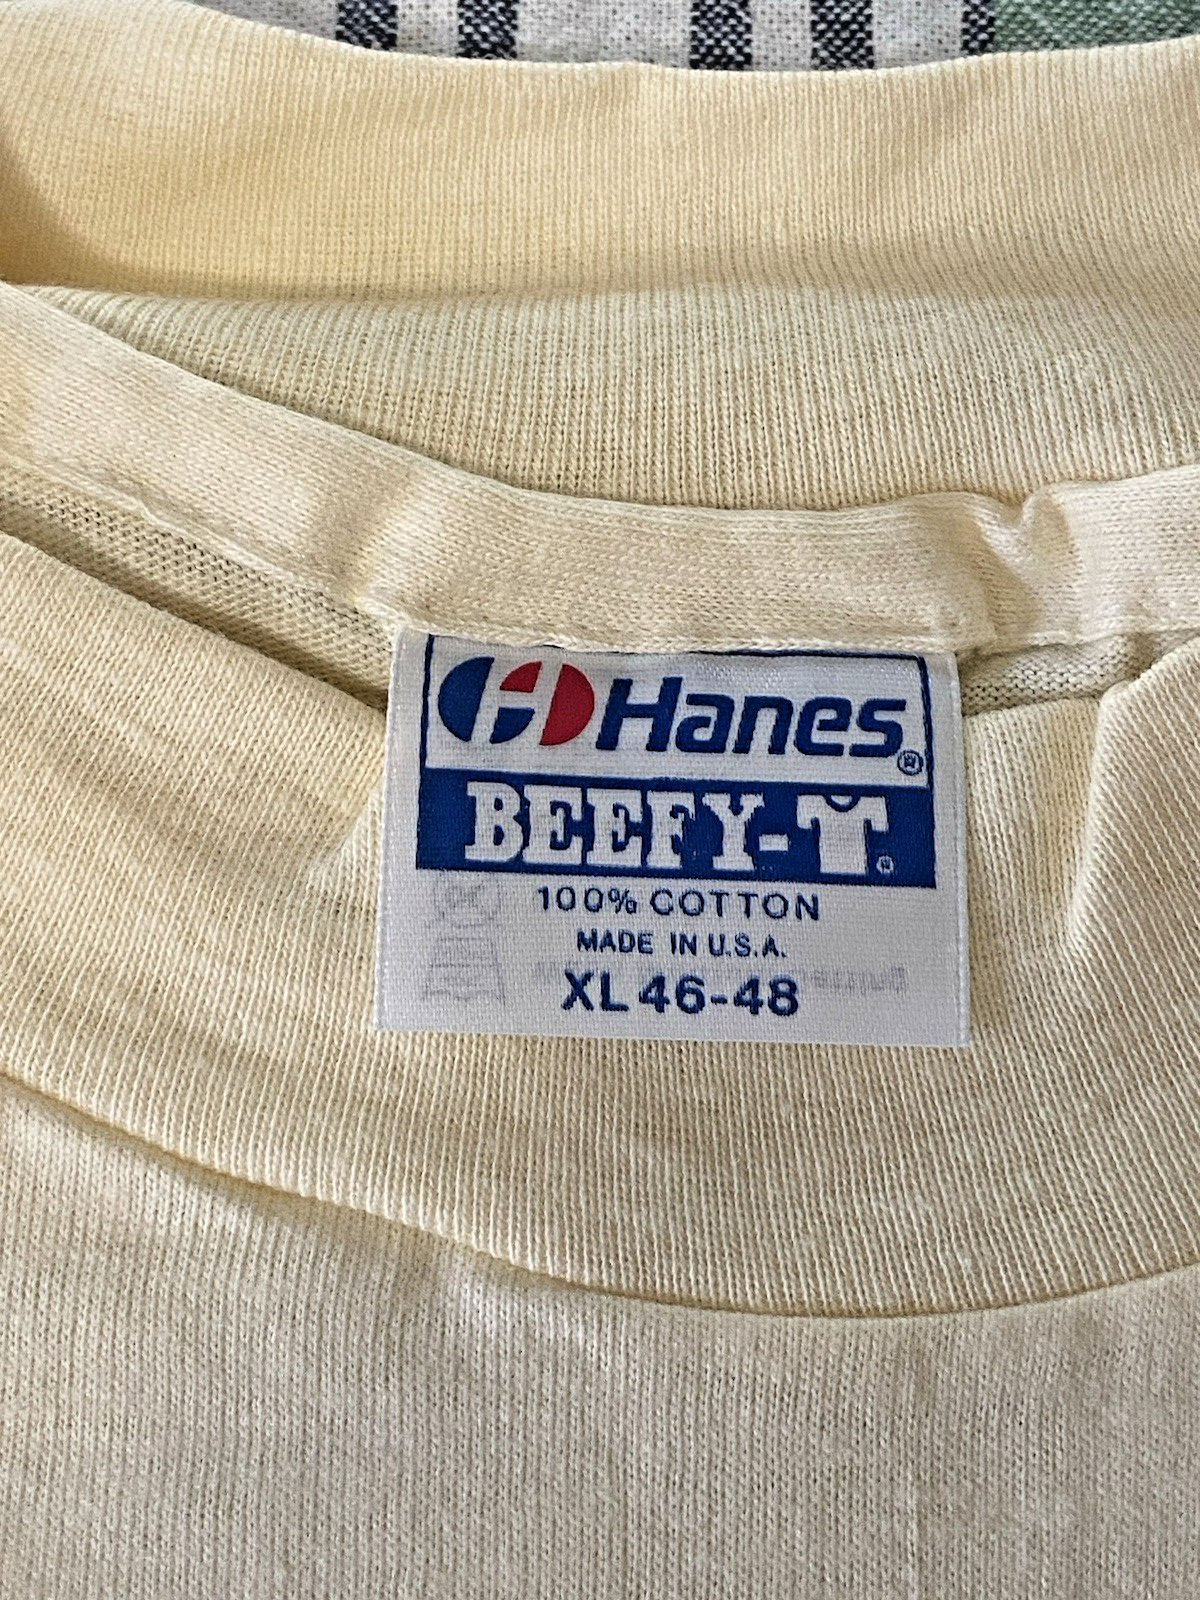 Hanes®
BEEFY-T®
100% COTTON
MADE IN U.S.A.
XL 46-48